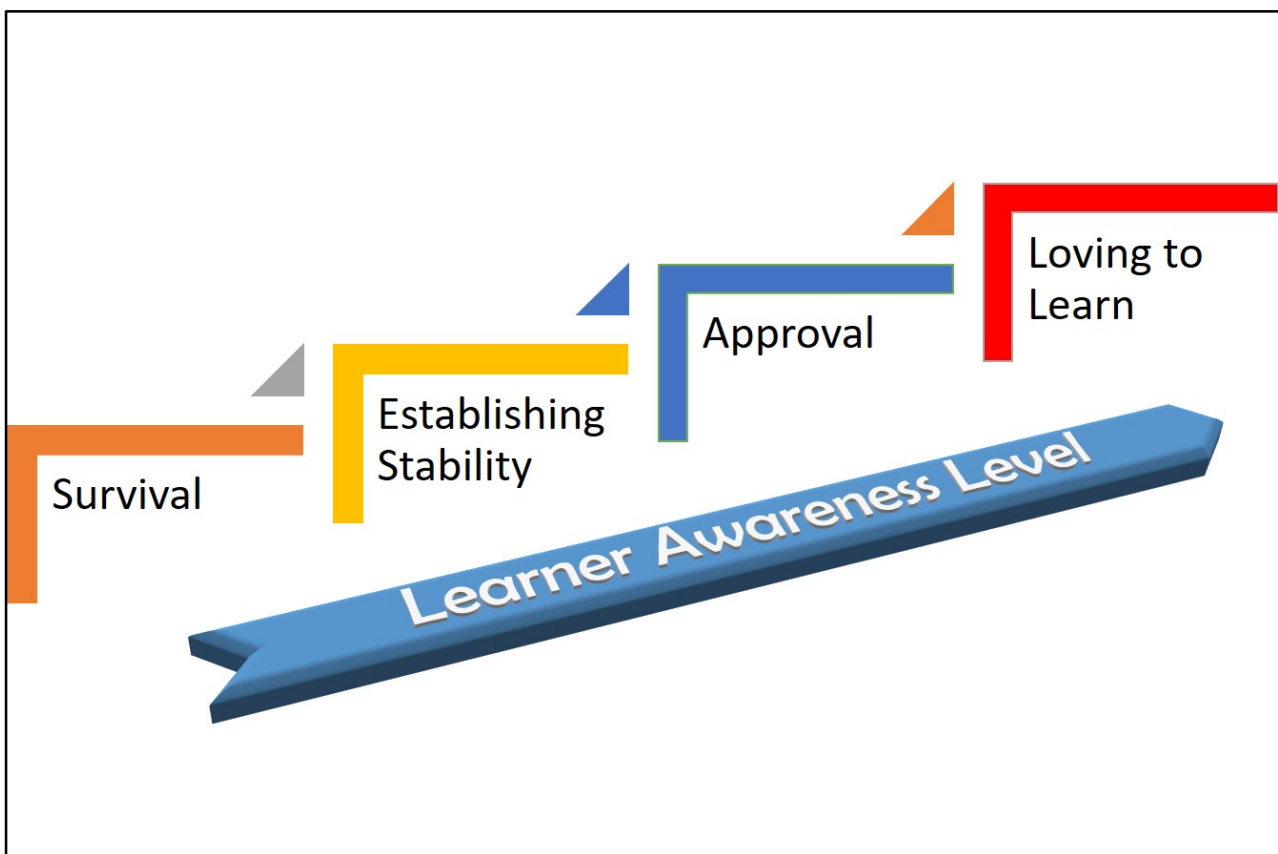 Survival
Establishing
Stability
Approval
Loving to
Learn
Learner Awareness Level